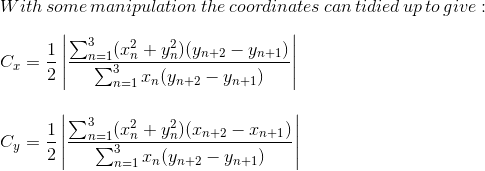 With some manipulation the coordinates can tidied up to give :
C_x = \frac{1}{2} \left| \frac{\sum_{n=1}^{3} (x_n^2 + y_n^2)(y_{n+2} - y_{n+1})}{\sum_{n=1}^{3} x_n (y_{n+2} - y_{n+1})} \right|
C_y = \frac{1}{2} \left| \frac{\sum_{n=1}^{3} (x_n^2 + y_n^2)(x_{n+2} - x_{n+1})}{\sum_{n=1}^{3} x_n (y_{n+2} - y_{n+1})} \right|